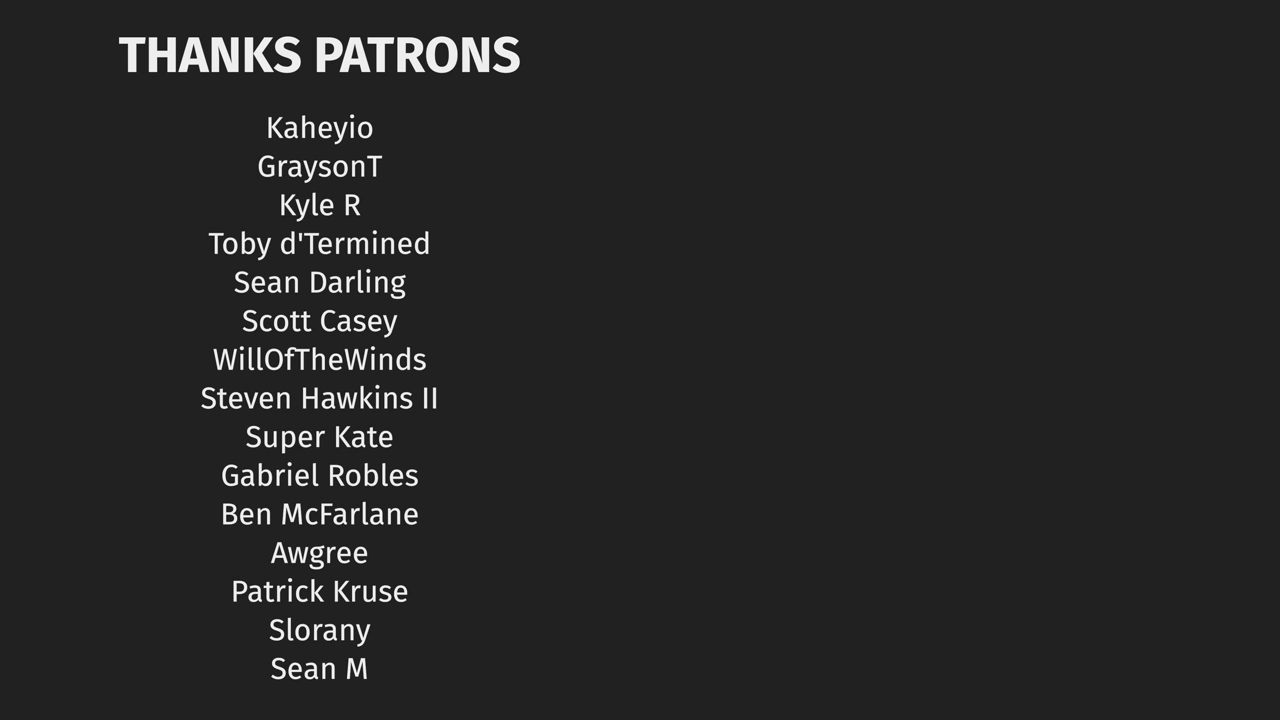 THANKS PATRONS
Kaheyio
GraysonT
Kyle R
Toby d'Termined
Sean Darling
Scott Casey
WillOfTheWinds
Steven Hawkins II
Super Kate
Gabriel Robles
Ben McFarlane
Awgree
Patrick Kruse
Slorany
Sean M